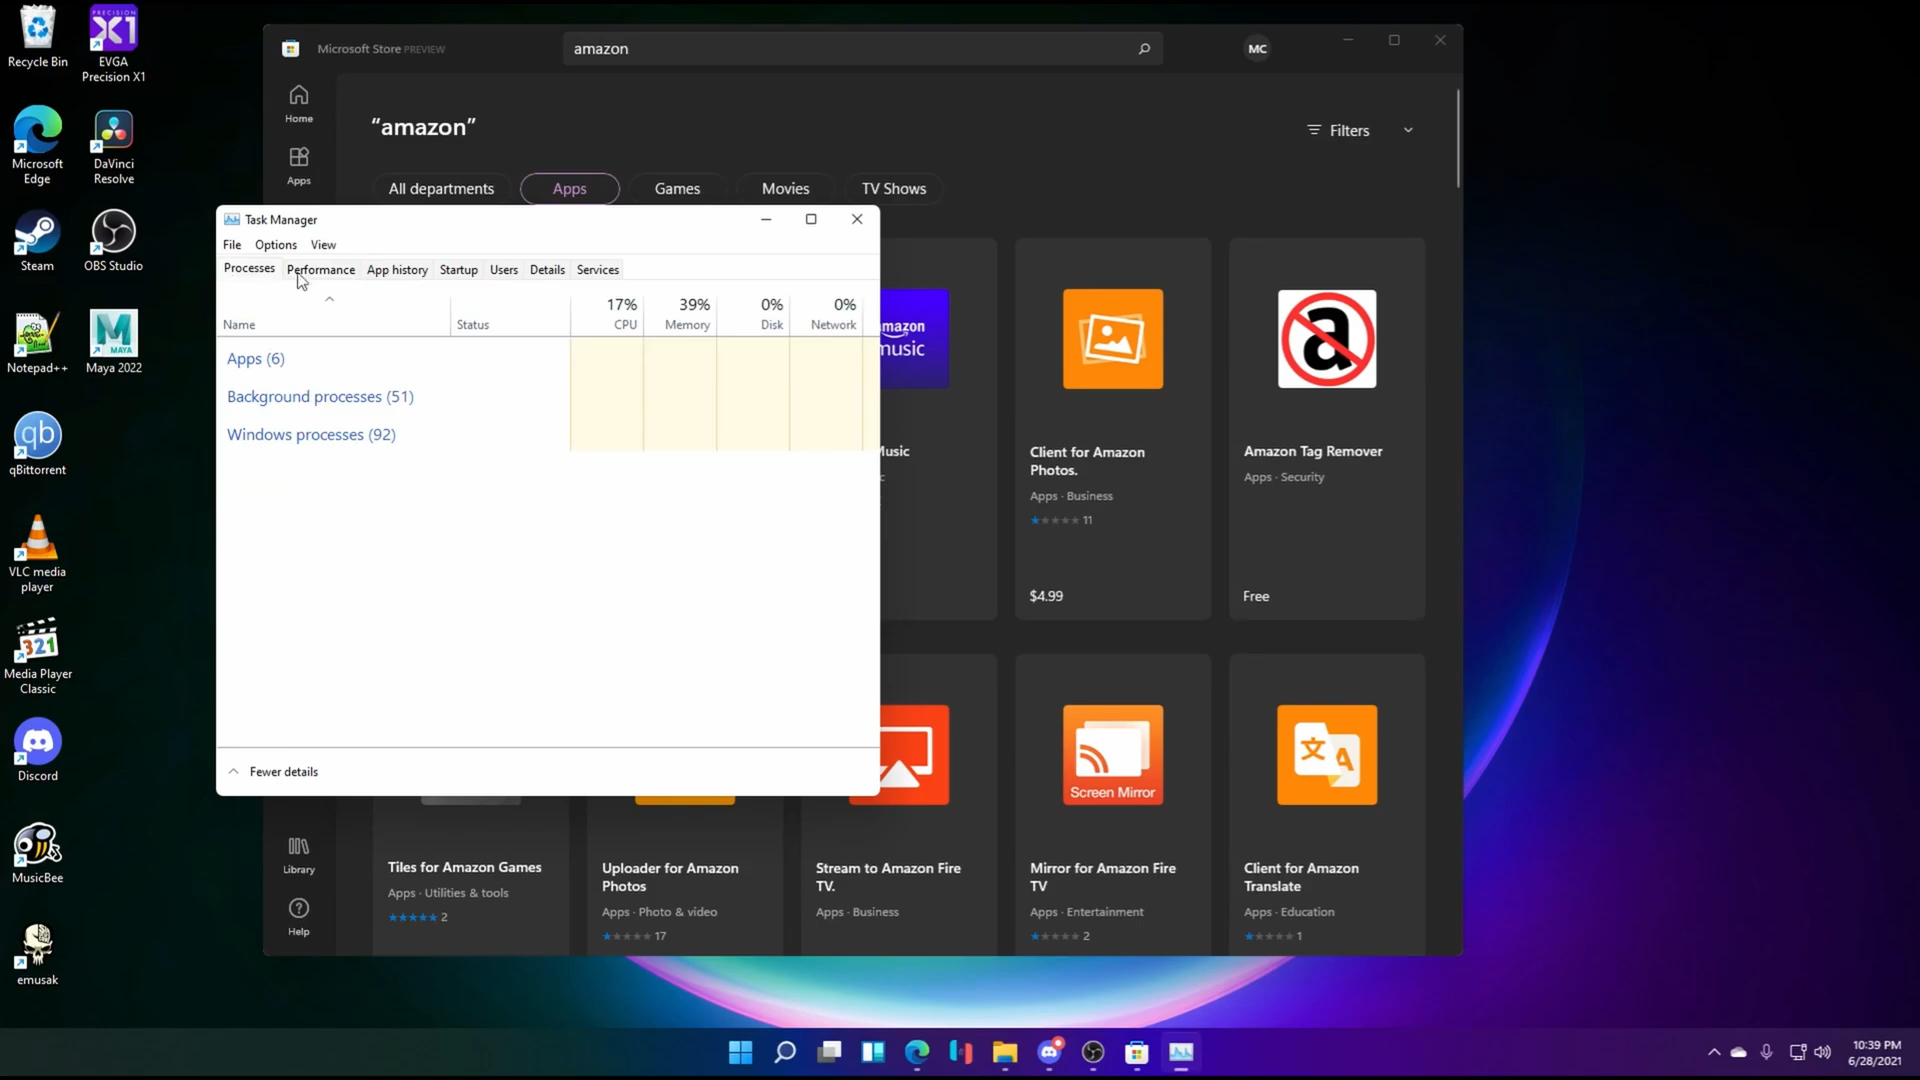 Recycle Bin
EVGA
Precision X1
PRECISION
X1
Microsoft
Edge
DaVinci
Resolve
Steam
OBS Studio
Notepad++
MAYA
Maya 2022
qb
qBittorrent
VLC media
player
321
Media Player
Classic
Discord
MusicBee
emusak
Microsoft Store PREVIEW
amazon
MC
Home
Apps
“amazon”
Filters
All departments
Apps
Games
Movies
TV Shows
Task Manager
File Options View
Processes Performance App history Startup Users Details Services
17% 39% 0% 0%
Name Status CPU Memory Disk Network
Apps (6)
Background processes (51)
Windows processes (92)
Fewer details
mazon
music
Music
c
a
Client for Amazon
Photos.
Apps · Business
11
$4.99
Amazon Tag Remover
Apps · Security
Free
Screen Mirror
文
A
Library
Help
Tiles for Amazon Games
Apps · Utilities & tools
2
Uploader for Amazon
Photos
Apps · Photo & video
17
Stream to Amazon Fire
TV.
Apps · Business
Mirror for Amazon Fire
TV
Apps · Entertainment
2
Client for Amazon
Translate
Apps · Education
1
10:39 PM
6/28/2021